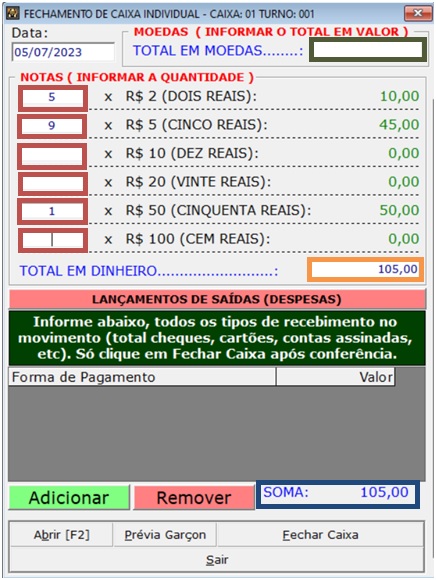 FECHAMENTO DE CAIXA INDIVIDUAL - CAIXA: 01 TURNO: 001
Data:
05/07/2023
MOEDAS ( INFORMAR O TOTAL EM VALOR )
TOTAL EM MOEDAS........:
NOTAS ( INFORMAR A QUANTIDADE )
5 x R$ 2 (DOIS REAIS): 10,00
9 x R$ 5 (CINCO REAIS): 45,00
x R$ 10 (DEZ REAIS): 0,00
x R$ 20 (VINTE REAIS): 0,00
1 x R$ 50 (CINQUENTA REAIS): 50,00
x R$ 100 (CEM REAIS): 0,00
TOTAL EM DINHEIRO.........................: 105,00
LANÇAMENTOS DE SAÍDAS (DESPESAS)
Informe abaixo, todos os tipos de recebimento no
movimento (total cheques, cartões, contas assinadas,
etc). Só clique em Fechar Caixa após conferência.
Forma de Pagamento Valor
Adicionar Remover SOMA: 105,00
Abrir [F2] Prévia Garçon Fechar Caixa
Sair